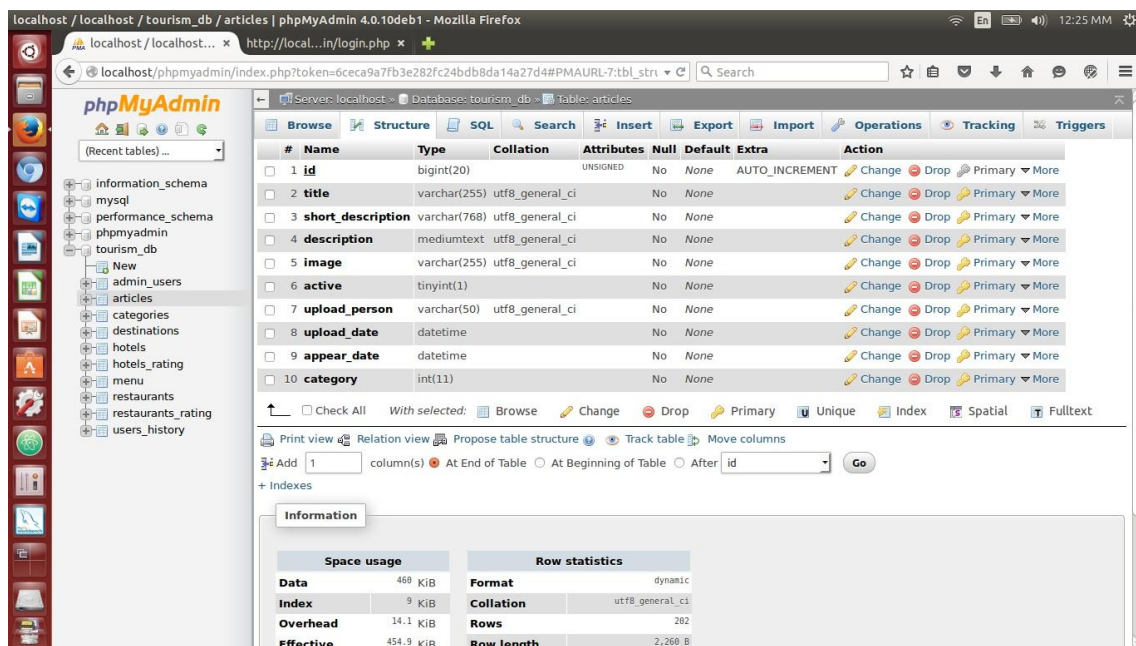 localhost / localhost / tourism_db / articles | phpMyAdmin 4.0.10deb1 - Mozilla Firefox En 12:25 MM
localhost / localhost... × http://local...in/login.php ×
localhost/phpmyadmin/index.php?token=6ceca9a7fb3e282fc24bdb8da14a27d4#PMAURL-7:tbl_stru Search
phpMyAdmin
(Recent tables) ...
information_schema
mysql
performance_schema
phpmyadmin
tourism_db
New
admin_users
articles
categories
destinations
hotels
hotels_rating
menu
restaurants
restaurants_rating
users_history
Server: localhost » Database: tourism_db » Table: articles
Browse Structure SQL Search Insert Export Import Operations Tracking Triggers
# Name Type Collation Attributes Null Default Extra Action
1 id bigint(20) UNSIGNED No None AUTO_INCREMENT Change Drop Primary More
2 title varchar(255) utf8_general_ci No None Change Drop Primary More
3 short_description varchar(768) utf8_general_ci No None Change Drop Primary More
4 description mediumtext utf8_general_ci No None Change Drop Primary More
5 image varchar(255) utf8_general_ci No None Change Drop Primary More
6 active tinyint(1) No None Change Drop Primary More
7 upload_person varchar(50) utf8_general_ci No None Change Drop Primary More
8 upload_date datetime No None Change Drop Primary More
9 appear_date datetime No None Change Drop Primary More
10 category int(11) No None Change Drop Primary More
Check All With selected: Browse Change Drop Primary Unique Index Spatial Fulltext
Print view Relation view Propose table structure Track table Move columns
Add 1 column(s) At End of Table At Beginning of Table After id Go
+ Indexes
Information
Space usage
Data 460 KiB
Index 9 KiB
Overhead 14.1 KiB
Effective 454.9 KiB
Row statistics
Format dynamic
Collation utf8_general_ci
Rows 202
Row length 2,260 B